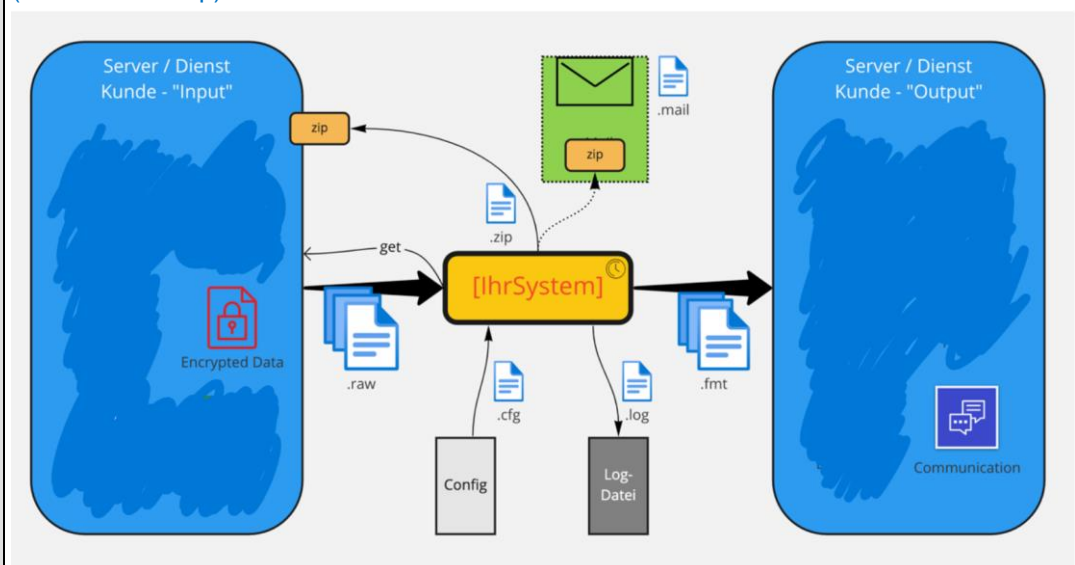 Server / Dienst
Kunde - "Input"
zip
get
Encrypted Data
.raw
.zip
zip
.mail
[IhrSystem]
.cfg
Config
.log
Log-
Datei
.fmt
Server / Dienst
Kunde - "Output"
Communication